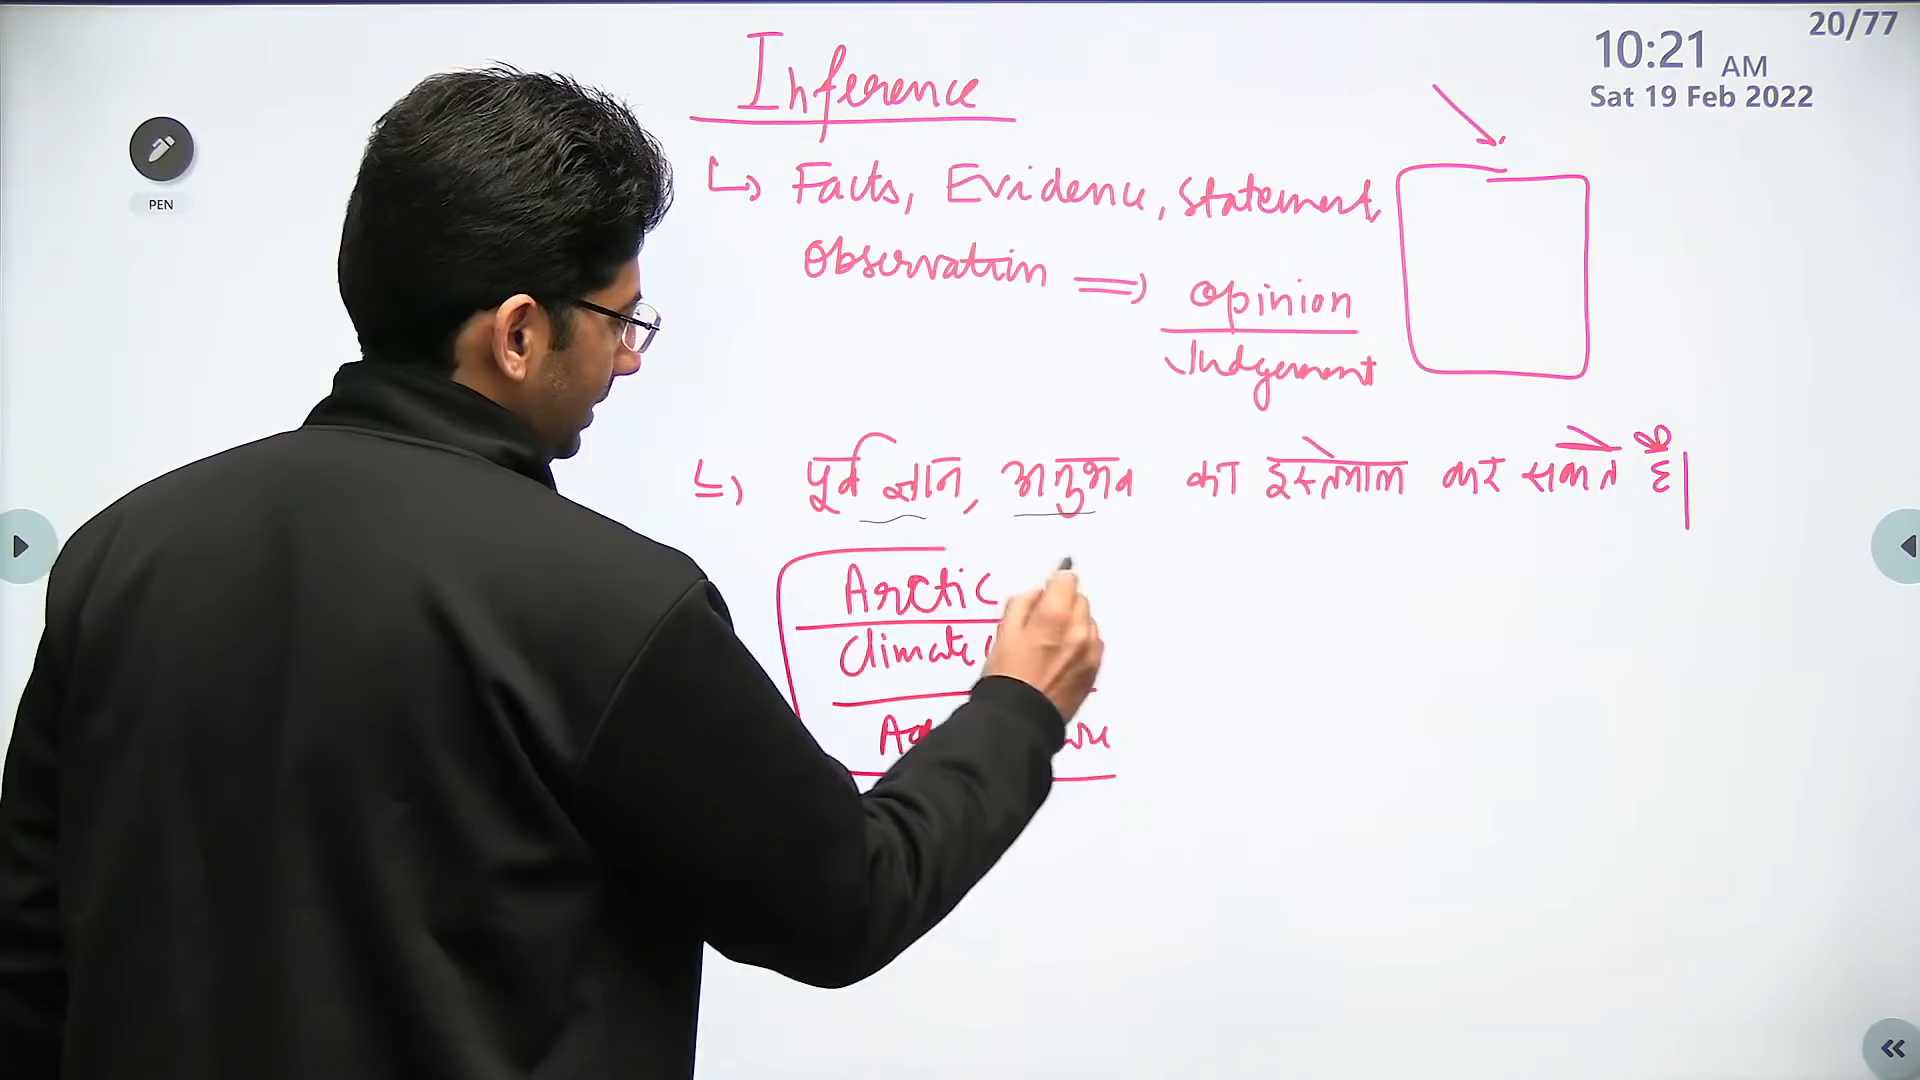 20/77
10:21 AM
Sat 19 Feb 2022
PEN
Inference
Facts, Evidence, Statement,
Observation => Opinion
Judgement
पूर्व ज्ञान, अनुभव का इस्तेमाल कर सकते है।
Arctic
Climate